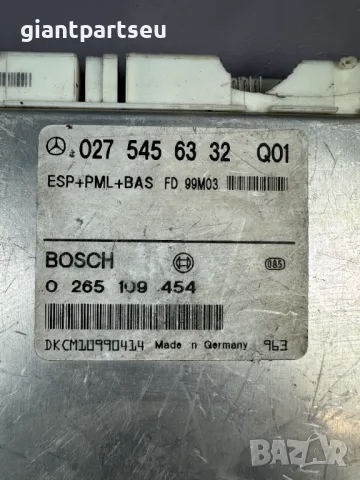 giantpartseu
027 545 63 32 Q01
ESP+PML+BAS FD 99M03
BOSCH 085
0 265 109 454
DKCM10990414 Made in Germany 963
bazar